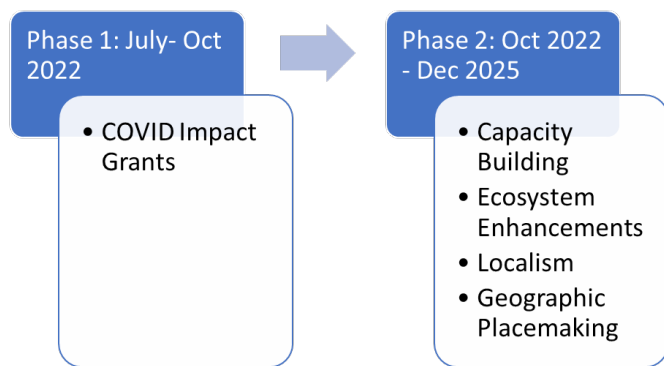 Phase 1: July- Oct
2022
• COVID Impact
Grants
Phase 2: Oct 2022
- Dec 2025
• Capacity
Building
• Ecosystem
Enhancements
• Localism
• Geographic
Placemaking